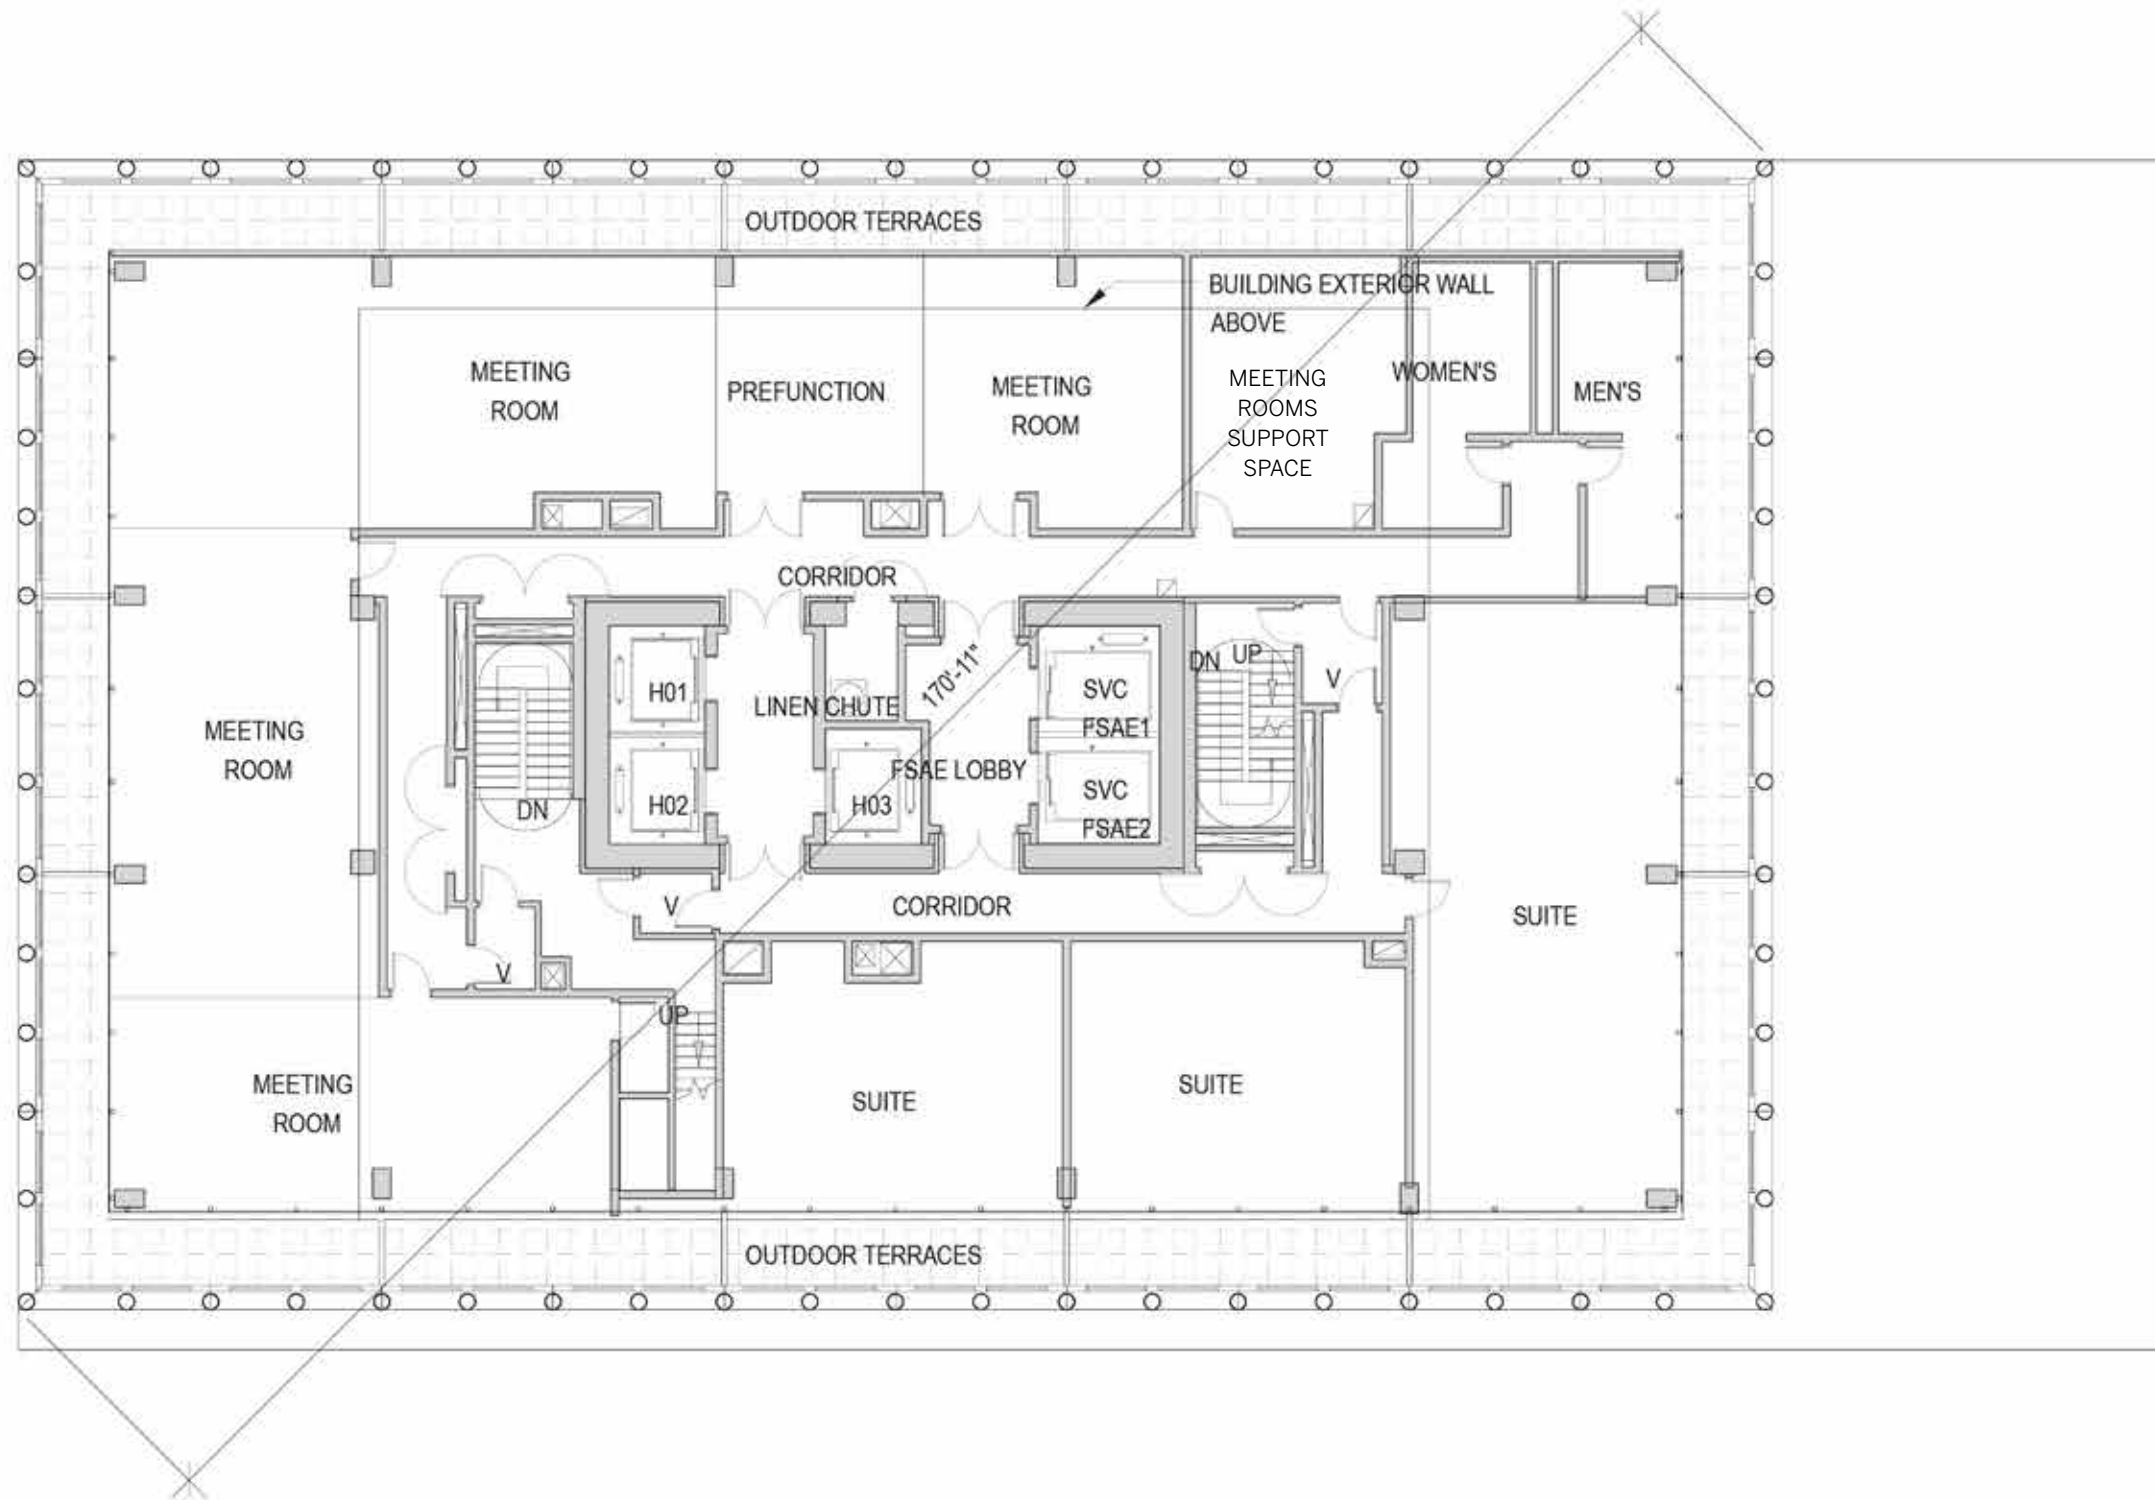 OUTDOOR TERRACES
BUILDING EXTERIOR WALL
ABOVE
MEETING
ROOM
PREFUNCTION
MEETING
ROOM
MEETING
ROOMS
SUPPORT
SPACE
WOMEN'S
MEN'S
CORRIDOR
MEETING
ROOM
H01
H02
DN
LINEN CHUTE
H03
170'-11"
FSAE LOBBY
SVC
FSAE1
SVC
FSAE2
DN
UP
V
V
CORRIDOR
SUITE
V
UP
MEETING
ROOM
SUITE
SUITE
OUTDOOR TERRACES